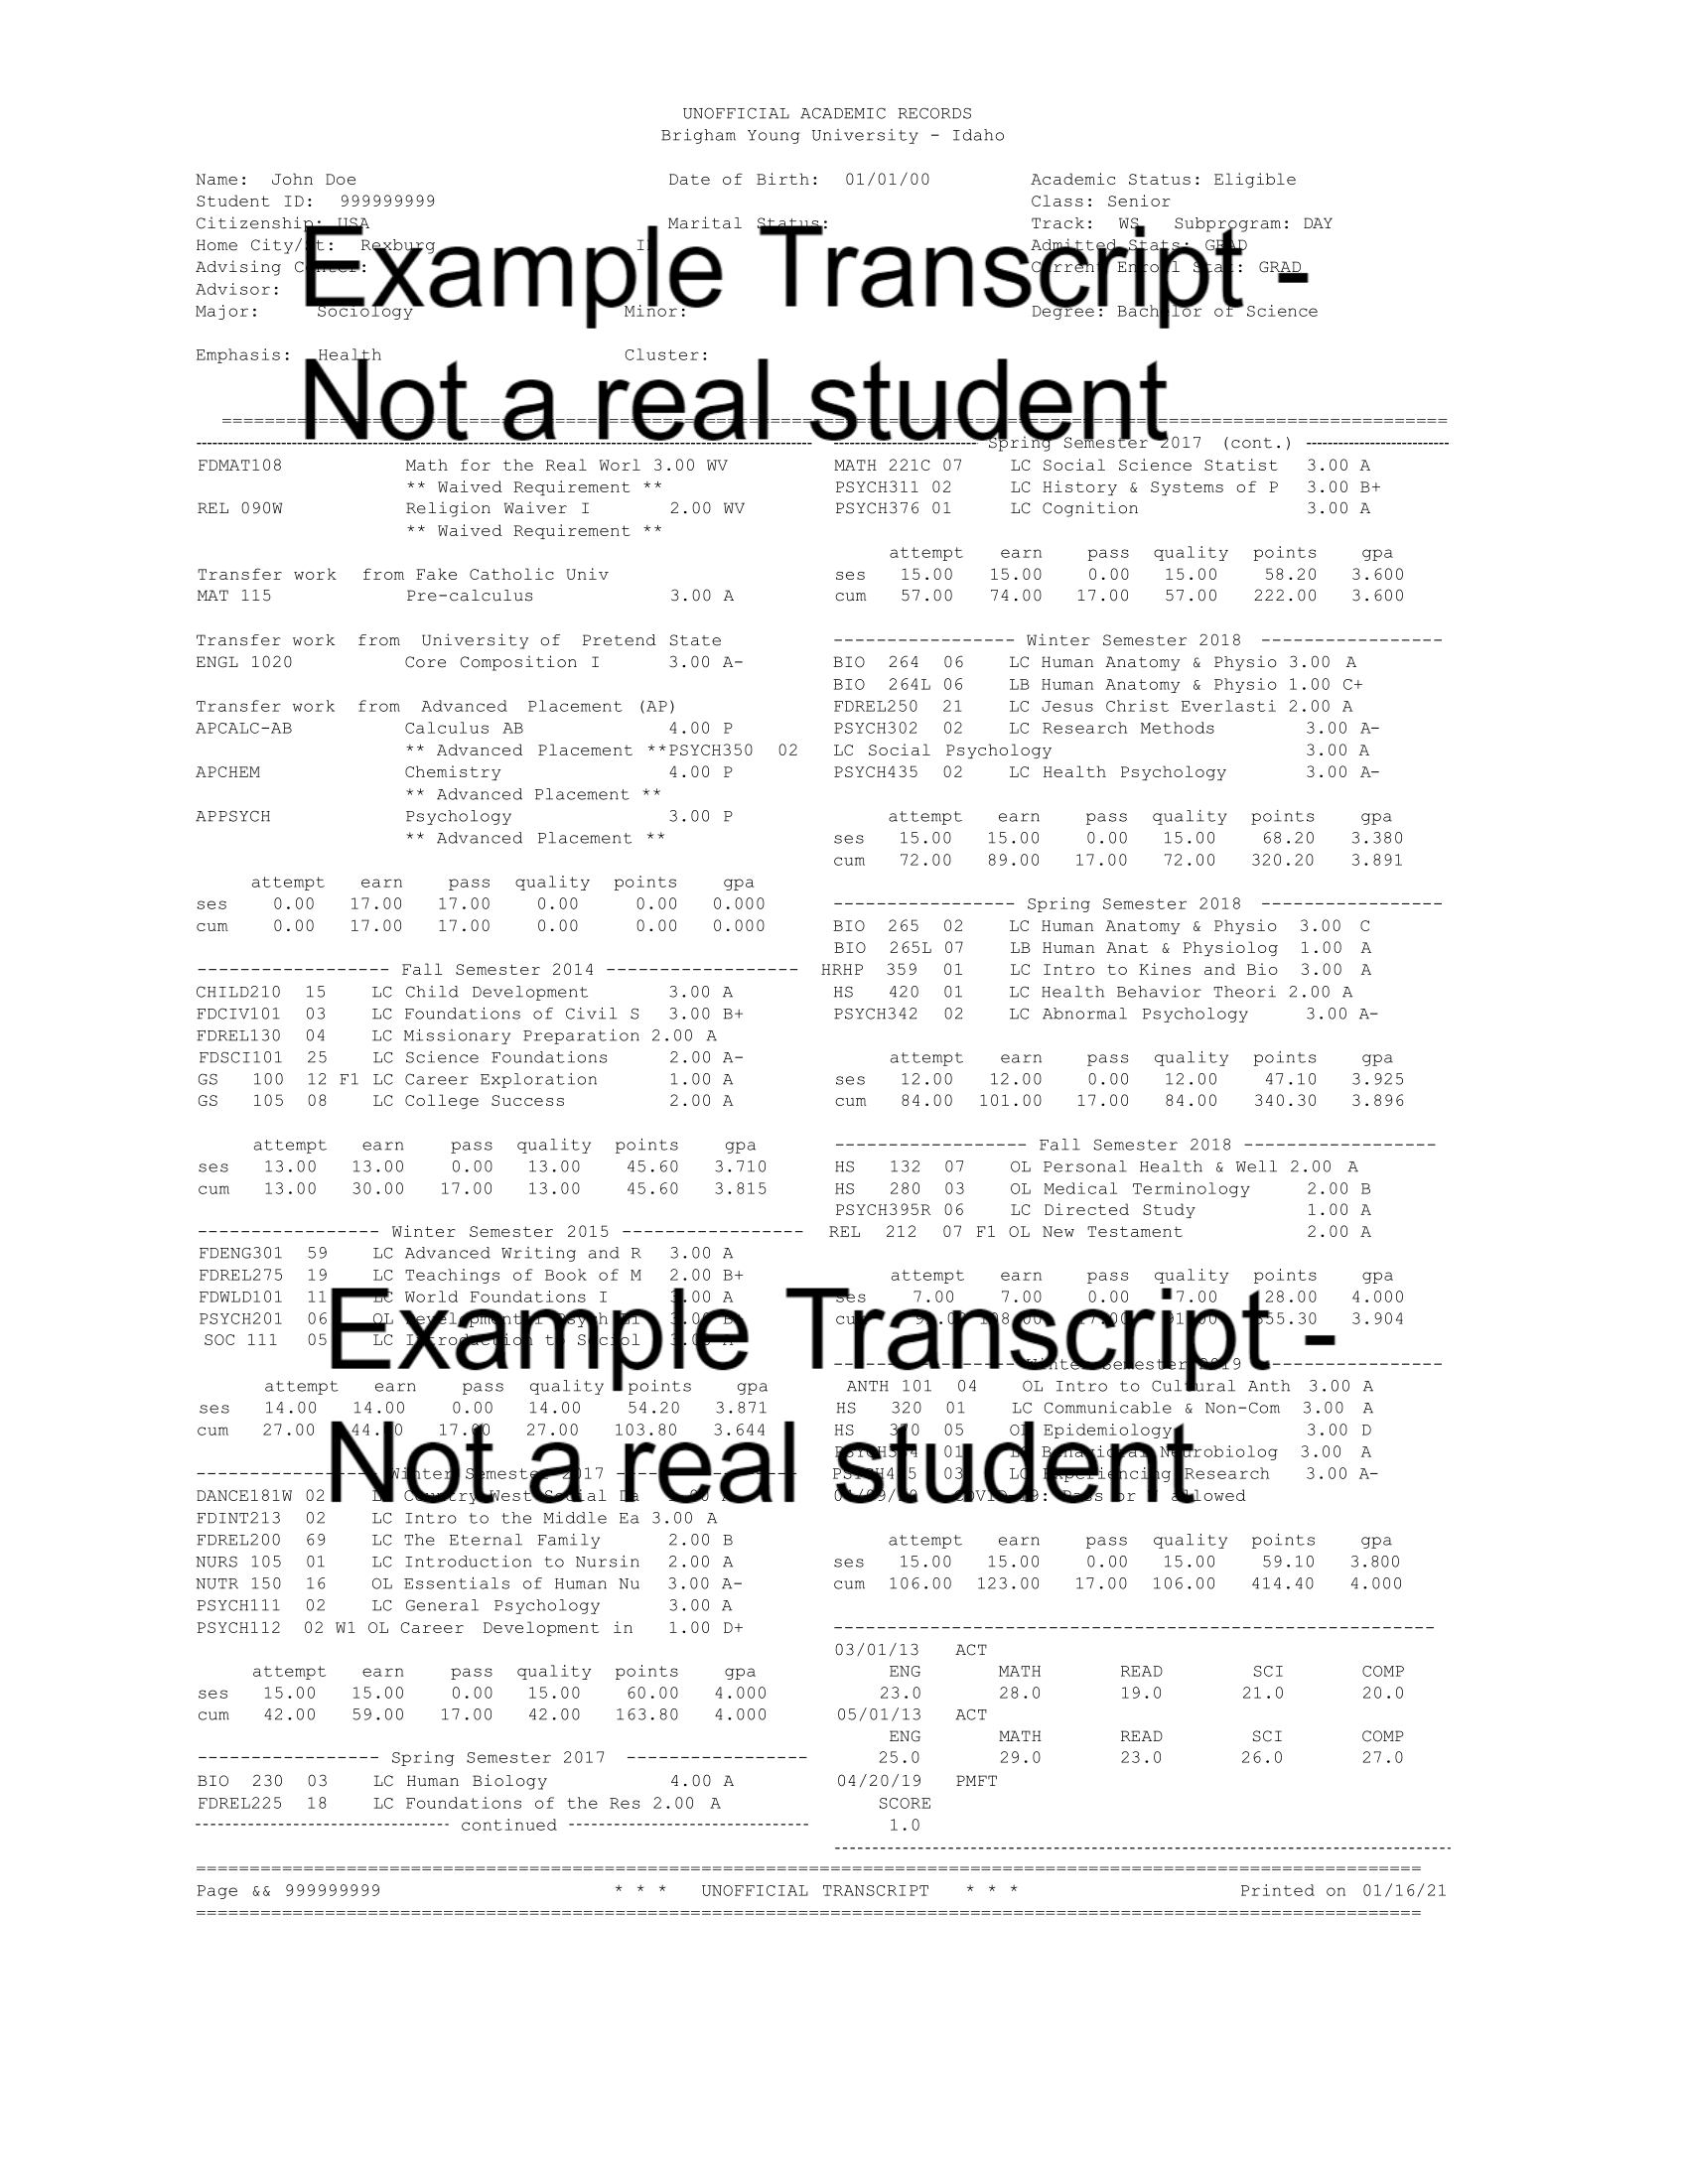 UNOFFICIAL ACADEMIC RECORDS
Brigham Young University - Idaho
Name: John Doe Date of Birth: 01/01/00 Academic Status: Eligible
Student ID: 999999999 Class: Senior
Citizenship: USA Marital Status: Track: WS Subprogram: DAY
Home City/St: Rexburg ID Admitted Stats: GRAD
Advising Center: Current Enroll Stat: GRAD
Advisor:
Major: Sociology Minor: Degree: Bachelor of Science
Emphasis: Health Cluster:
Example Transcript -
Not a real student
FDMAT108 Math for the Real Worl 3.00 WV
** Waived Requirement **
REL 090W Religion Waiver I 2.00 WV
** Waived Requirement **
Transfer work from Fake Catholic Univ
MAT 115 Pre-calculus 3.00 A
Transfer work from University of Pretend State
ENGL 1020 Core Composition I 3.00 A-
Transfer work from Advanced Placement (AP)
APCALC-AB Calculus AB 4.00 P
** Advanced Placement **
APCHEM Chemistry 4.00 P
** Advanced Placement **
APPSYCH Psychology 3.00 P
** Advanced Placement **
attempt earn pass quality points gpa
ses 0.00 17.00 17.00 0.00 0.00 0.000
cum 0.00 17.00 17.00 0.00 0.00 0.000
------------------ Fall Semester 2014 ------------------
CHILD210 15 LC Child Development 3.00 A
FDCIV101 03 LC Foundations of Civil S 3.00 B+
FDREL130 04 LC Missionary Preparation 2.00 A
FDSCI101 25 LC Science Foundations 2.00 A-
GS 100 12 F1 LC Career Exploration 1.00 A
GS 105 08 LC College Success 2.00 A
attempt earn pass quality points gpa
ses 13.00 13.00 0.00 13.00 45.60 3.710
cum 13.00 30.00 17.00 13.00 45.60 3.815
----------------- Winter Semester 2015 -----------------
FDENG301 59 LC Advanced Writing and R 3.00 A
FDREL275 19 LC Teachings of Book of M 2.00 B+
FDWLD101 11 LC World Foundations I 3.00 A
PSYCH201 06 OL Developmental Psych 3.00
SOC 111 05 LC Introduction to Sociol 3.00
Example Transcript -
Not a real student
attempt earn pass quality points gpa
ses 14.00 14.00 0.00 14.00 54.20 3.871
cum 27.00 44.00 17.00 27.00 103.80 3.644
----------------- Winter Semester 2017 -----------------
DANCE181W 02 Country West Social Da
FDINT213 02 LC Intro to the Middle Ea 3.00 A
FDREL200 69 LC The Eternal Family 2.00 B
NURS 105 01 LC Introduction to Nursin 2.00 A
NUTR 150 16 OL Essentials of Human Nu 3.00 A-
PSYCH111 02 LC General Psychology 3.00 A
PSYCH112 02 W1 OL Career Development in 1.00 D+
attempt earn pass quality points gpa
ses 15.00 15.00 0.00 15.00 60.00 4.000
cum 42.00 59.00 17.00 42.00 163.80 4.000
----------------- Spring Semester 2017 -----------------
BIO 230 03 LC Human Biology 4.00 A
FDREL225 18 LC Foundations of the Res 2.00 A
continued
Spring Semester 2017 (cont.)
MATH 221C 07 LC Social Science Statist 3.00 A
PSYCH311 02 LC History & Systems of P 3.00 B+
PSYCH376 01 LC Cognition 3.00 A
attempt earn pass quality points gpa
ses 15.00 15.00 0.00 15.00 58.20 3.600
cum 57.00 74.00 17.00 57.00 222.00 3.600
----------------- Winter Semester 2018 -----------------
BIO 264 06 LC Human Anatomy & Physio 3.00 A
BIO 264L 06 LB Human Anatomy & Physio 1.00 C+
FDREL250 21 LC Jesus Christ Everlasti 2.00 A
PSYCH302 02 LC Research Methods 3.00 A-
PSYCH350 02 LC Social Psychology 3.00 A
PSYCH435 02 LC Health Psychology 3.00 A-
attempt earn pass quality points gpa
ses 15.00 15.00 0.00 15.00 68.20 3.380
cum 72.00 89.00 17.00 72.00 320.20 3.891
----------------- Spring Semester 2018 -----------------
BIO 265 02 LC Human Anatomy & Physio 3.00 C
BIO 265L 07 LB Human Anat & Physiolog 1.00 A
HRHP 359 01 LC Intro to Kines and Bio 3.00 A
HS 420 01 LC Health Behavior Theori 2.00 A
PSYCH342 02 LC Abnormal Psychology 3.00 A-
attempt earn pass quality points gpa
ses 12.00 12.00 0.00 12.00 47.10 3.925
cum 84.00 101.00 17.00 84.00 340.30 3.896
------------------ Fall Semester 2018 ------------------
HS 132 07 OL Personal Health & Well 2.00 A
HS 280 03 OL Medical Terminology 2.00 B
PSYCH395R 06 LC Directed Study 1.00 A
REL 212 07 F1 OL New Testament 2.00 A
attempt earn pass quality points gpa
ses 7.00 7.00 0.00 7.00 28.00 4.000
cum 3.904
----------------- Winter Semester 2019 -----------------
ANTH 101 04 OL Intro to Cultural Anth 3.00 A
HS 320 01 LC Communicable & Non-Com 3.00 A
HS 370 05 OL Epidemiology 3.00 D
01 LC Behavioral Neurobiolog 3.00 A
03 LC Experiencing Research 3.00 A-
COVID-19: Pass or allowed
attempt earn pass quality points gpa
ses 15.00 15.00 0.00 15.00 59.10 3.800
cum 106.00 123.00 17.00 106.00 414.40 4.000
03/01/13 ACT
ENG MATH READ SCI COMP
23.0 28.0 19.0 21.0 20.0
05/01/13 ACT
ENG MATH READ SCI COMP
25.0 29.0 23.0 26.0 27.0
04/20/19 PMFT
SCORE
1.0
Page && 999999999 * * * UNOFFICIAL TRANSCRIPT * * * Printed on 01/16/21